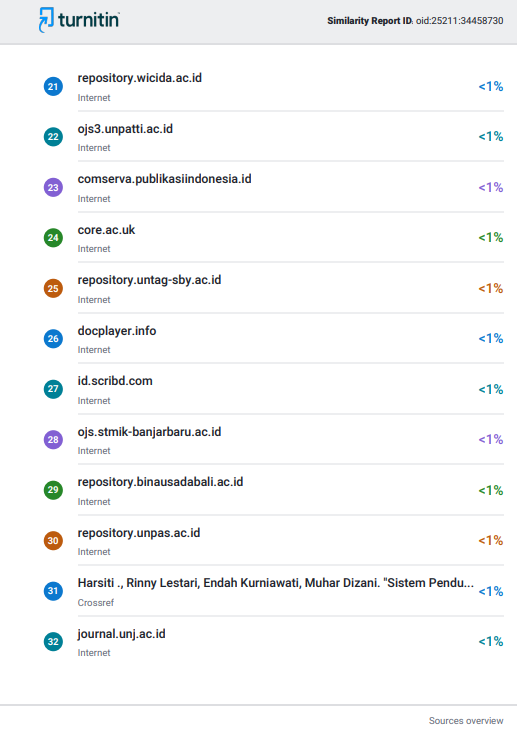 turnitin
Similarity Report ID: oid:25211:34458730
21 repository.wicida.ac.id <1%
Internet
22 ojs3.unpatti.ac.id <1%
Internet
23 comserva.publikasiindonesia.id <1%
Internet
24 core.ac.uk <1%
Internet
25 repository.untag-sby.ac.id <1%
Internet
26 docplayer.info <1%
Internet
27 id.scribd.com <1%
Internet
28 ojs.stmik-banjarbaru.ac.id <1%
Internet
29 repository.binausadabali.ac.id <1%
Internet
30 repository.unpas.ac.id <1%
Internet
31 Harsiti ., Rinny Lestari, Endah Kurniawati, Muhar Dizani. "Sistem Pendu... <1%
Crossref
32 journal.unj.ac.id <1%
Internet
Sources overview